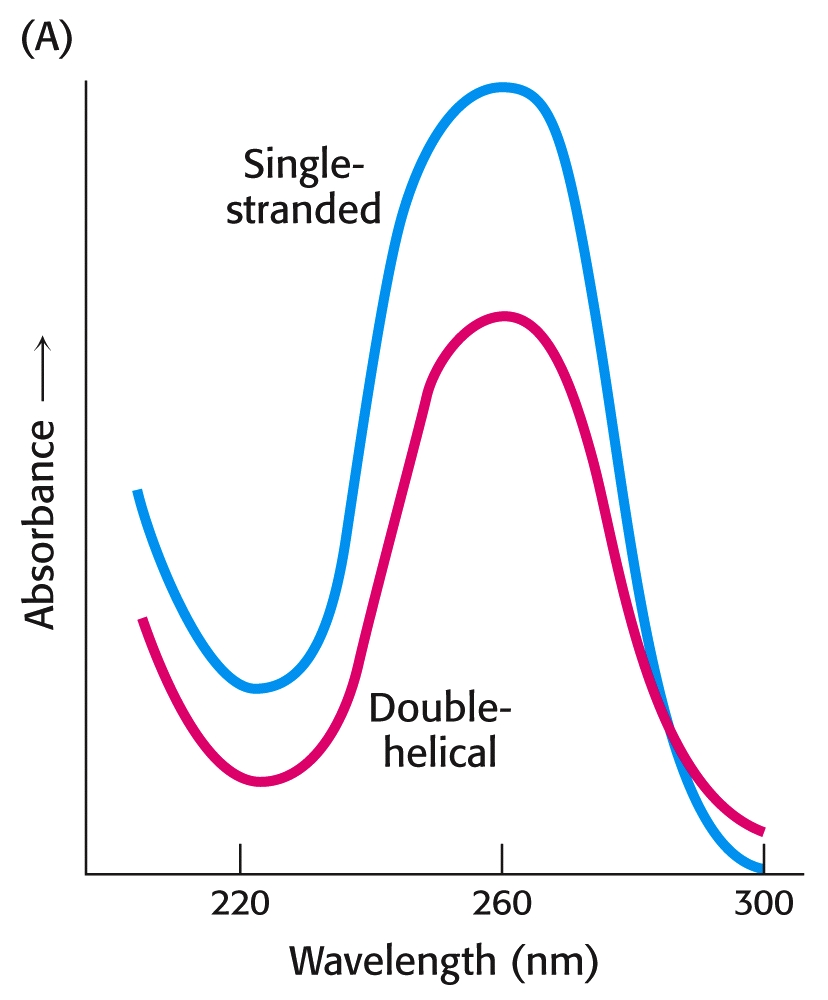 (A)
Single-
stranded
Absorbance
Double-
helical
220 260 300
Wavelength (nm)